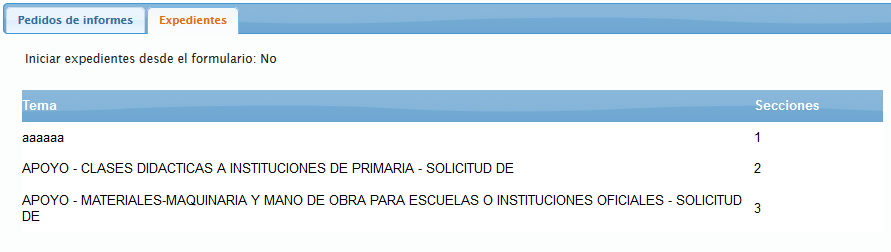 Pedidos de informes Expedientes
Iniciar expedientes desde el formulario: No
Tema Secciones
aaaaaa 1
APOYO - CLASES DIDACTICAS A INSTITUCIONES DE PRIMARIA - SOLICITUD DE 2
APOYO - MATERIALES-MAQUINARIA Y MANO DE OBRA PARA ESCUELAS O INSTITUCIONES OFICIALES - SOLICITUD
DE 3